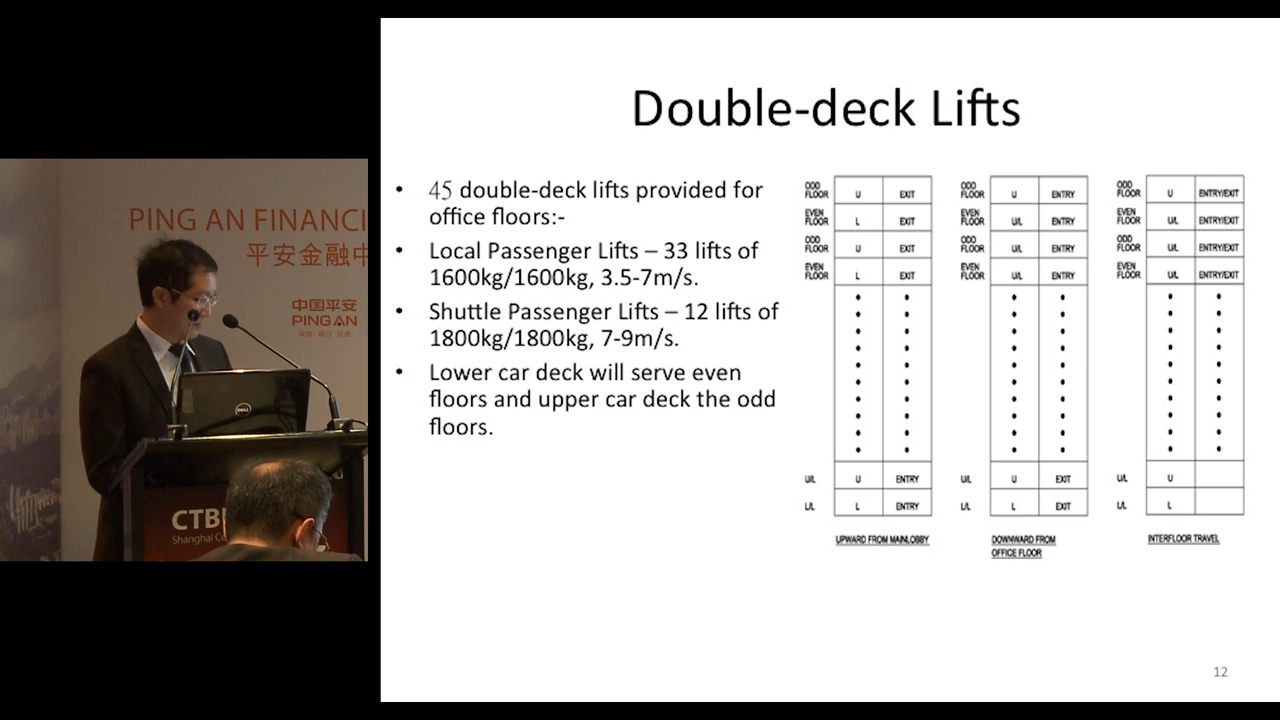 Double-deck Lifts
• 45 double-deck lifts provided for
office floors:-
• Local Passenger Lifts – 33 lifts of
1600kg/1600kg, 3.5-7m/s.
• Shuttle Passenger Lifts – 12 lifts of
1800kg/1800kg, 7-9m/s.
• Lower car deck will serve even
floors and upper car deck the odd
floors.
ODD FLOOR U EXIT
EVEN FLOOR L EXIT
ODD FLOOR U EXIT
EVEN FLOOR L EXIT
U/L U ENTRY
L/L L ENTRY
UPWARD FROM MAINLOBBY
ODD FLOOR U ENTRY
EVEN FLOOR U/L ENTRY
ODD FLOOR U/L ENTRY
EVEN FLOOR U/L ENTRY
U/L U EXIT
L/L L EXIT
DOWNWARD FROM
OFFICE FLOOR
ODD FLOOR U ENTRY/EXIT
EVEN FLOOR U/L ENTRY/EXIT
ODD FLOOR U/L ENTRY/EXIT
EVEN FLOOR U/L ENTRY/EXIT
U/L U
L/L L
INTERFLOOR TRAVEL
12
PING AN FINANCI
平安金融中
中国平安
PING AN
DELL
CTB
Shanghai Co